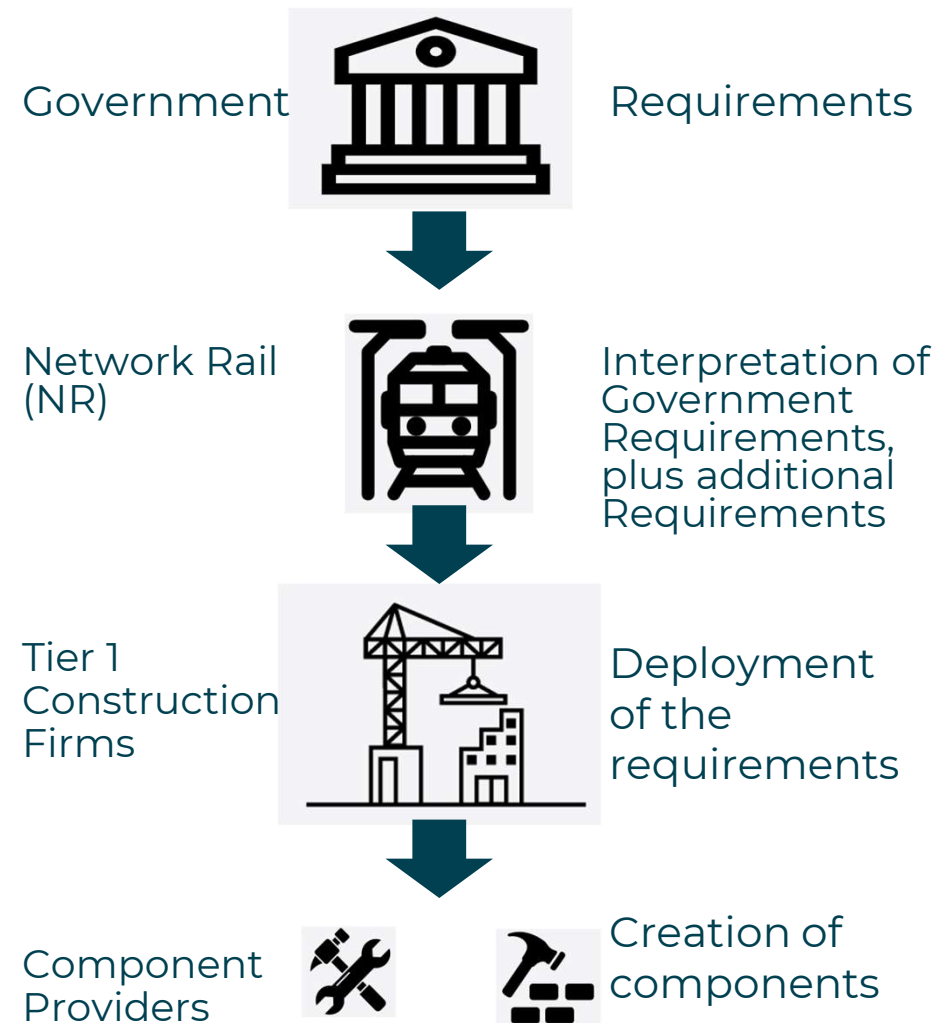 Government
Requirements
Network Rail
(NR)
Interpretation of
Government
Requirements,
plus additional
Requirements
Tier 1
Construction
Firms
Deployment
of the
requirements
Component
Providers
Creation of
components